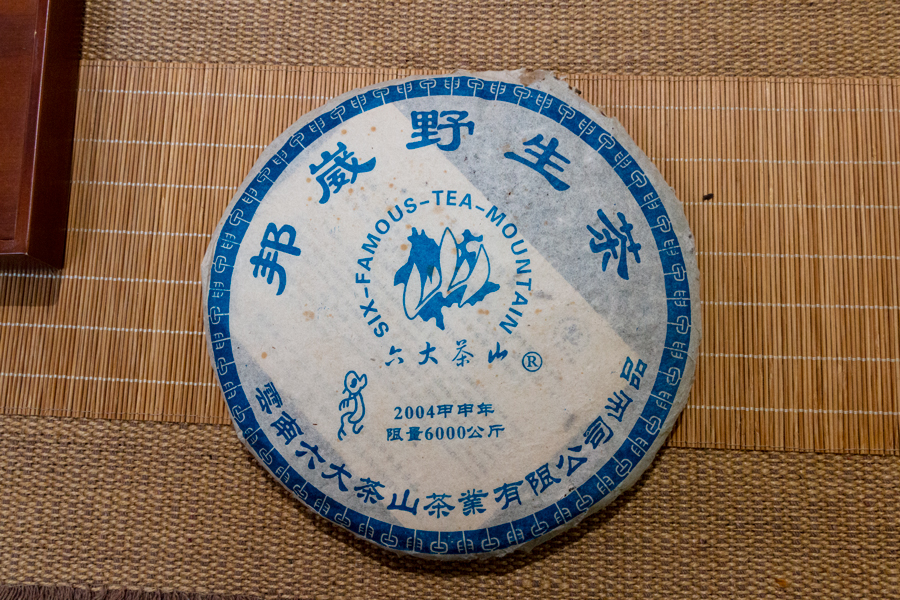 邦崴野生茶
SIX-FAMOUS-TEA-MOUNTAIN
六大茶山®
2004甲申年
限量6000公斤
雲南六大茶山茶業有限公司出品